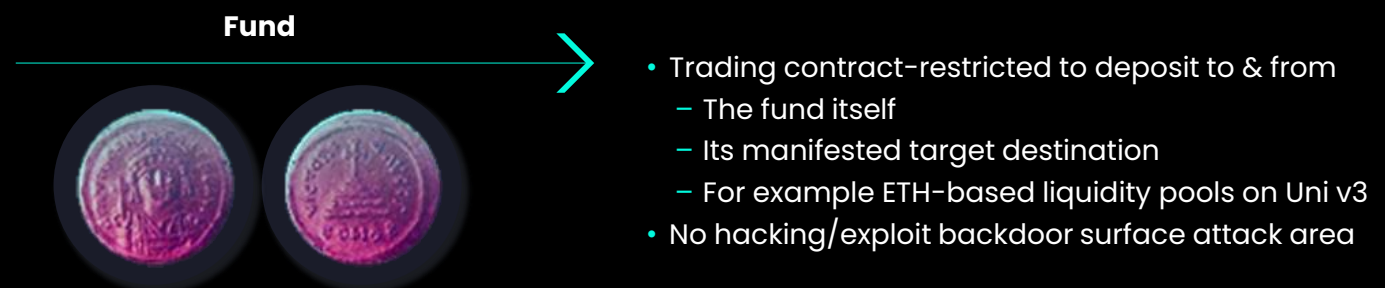 Fund
• Trading contract-restricted to deposit to & from
– The fund itself
– Its manifested target destination
– For example ETH-based liquidity pools on Uni v3
• No hacking/exploit backdoor surface attack area